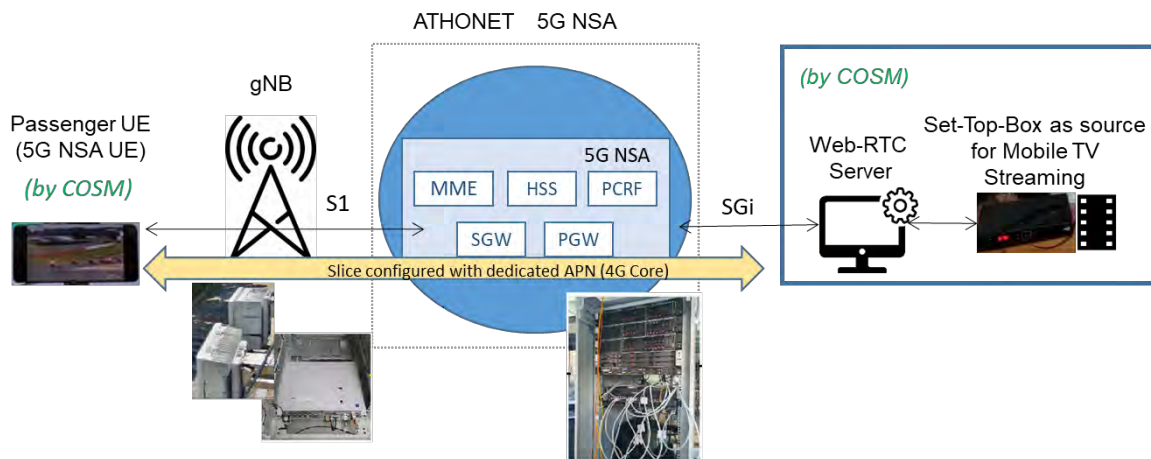 ATHONET 5G NSA
gNB
Passenger UE
(5G NSA UE)
(by COSM)
S1
5G NSA
MME
HSS
PCRF
SGW
PGW
SGi
(by COSM)
Web-RTC
Server
Set-Top-Box as source
for Mobile TV
Streaming
Slice configured with dedicated APN (4G Core)